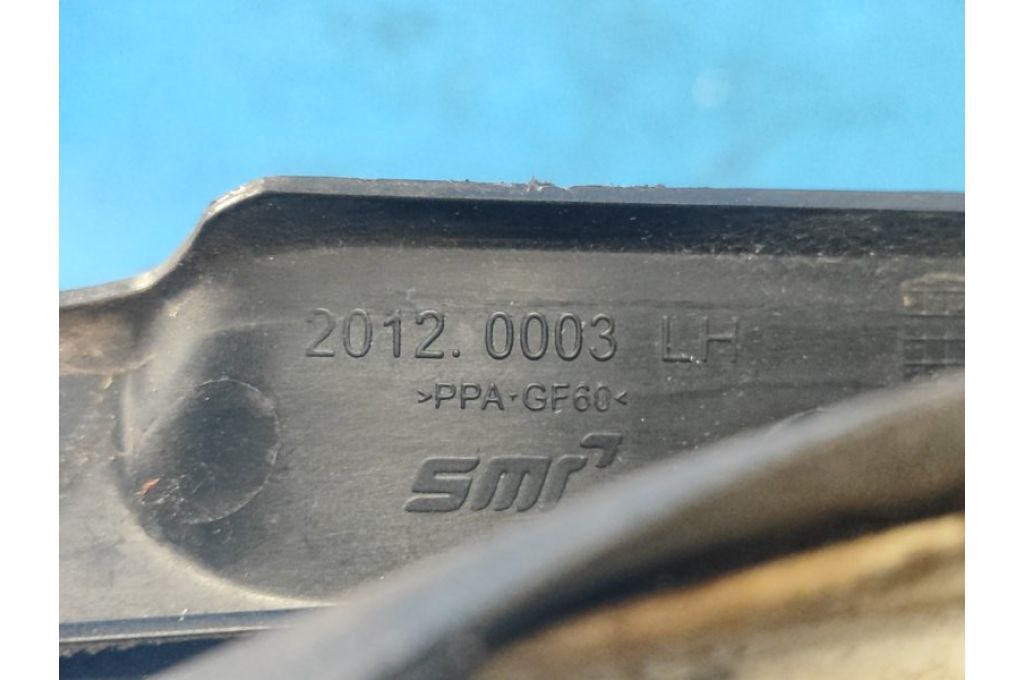 2012. 0003 LH
>PPA-GF60<
smr